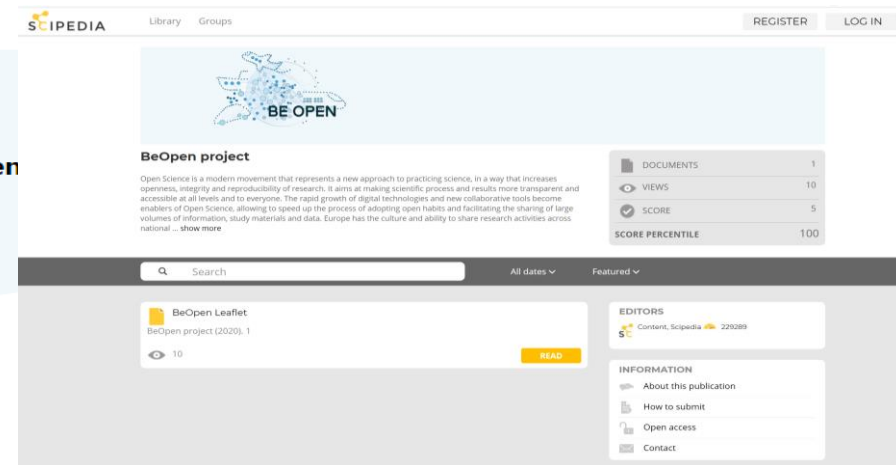 SCIPEDIA
Library Groups
REGISTER LOG IN
BE OPEN
en
BeOpen project
Open Science is a modern movement that represents a new approach to practicing science, in a way that increases
openness, integrity and reproducibility of research. It aims at making scientific process and results more transparent and
accessible at all levels and to everyone. The rapid growth of digital technologies and new collaborative tools become
enablers of Open Science, allowing to speed up the process of adopting open habits and facilitating the sharing of large
volumes of information, study materials and data. Europe has the culture and ability to share research activities across
national ... show more
DOCUMENTS 1
VIEWS 10
SCORE 5
SCORE PERCENTILE 100
Search All dates Featured
BeOpen Leaflet
BeOpen project (2020). 1
10
READ
EDITORS
SC Content, Scipedia 229289
INFORMATION
About this publication
How to submit
Open access
Contact